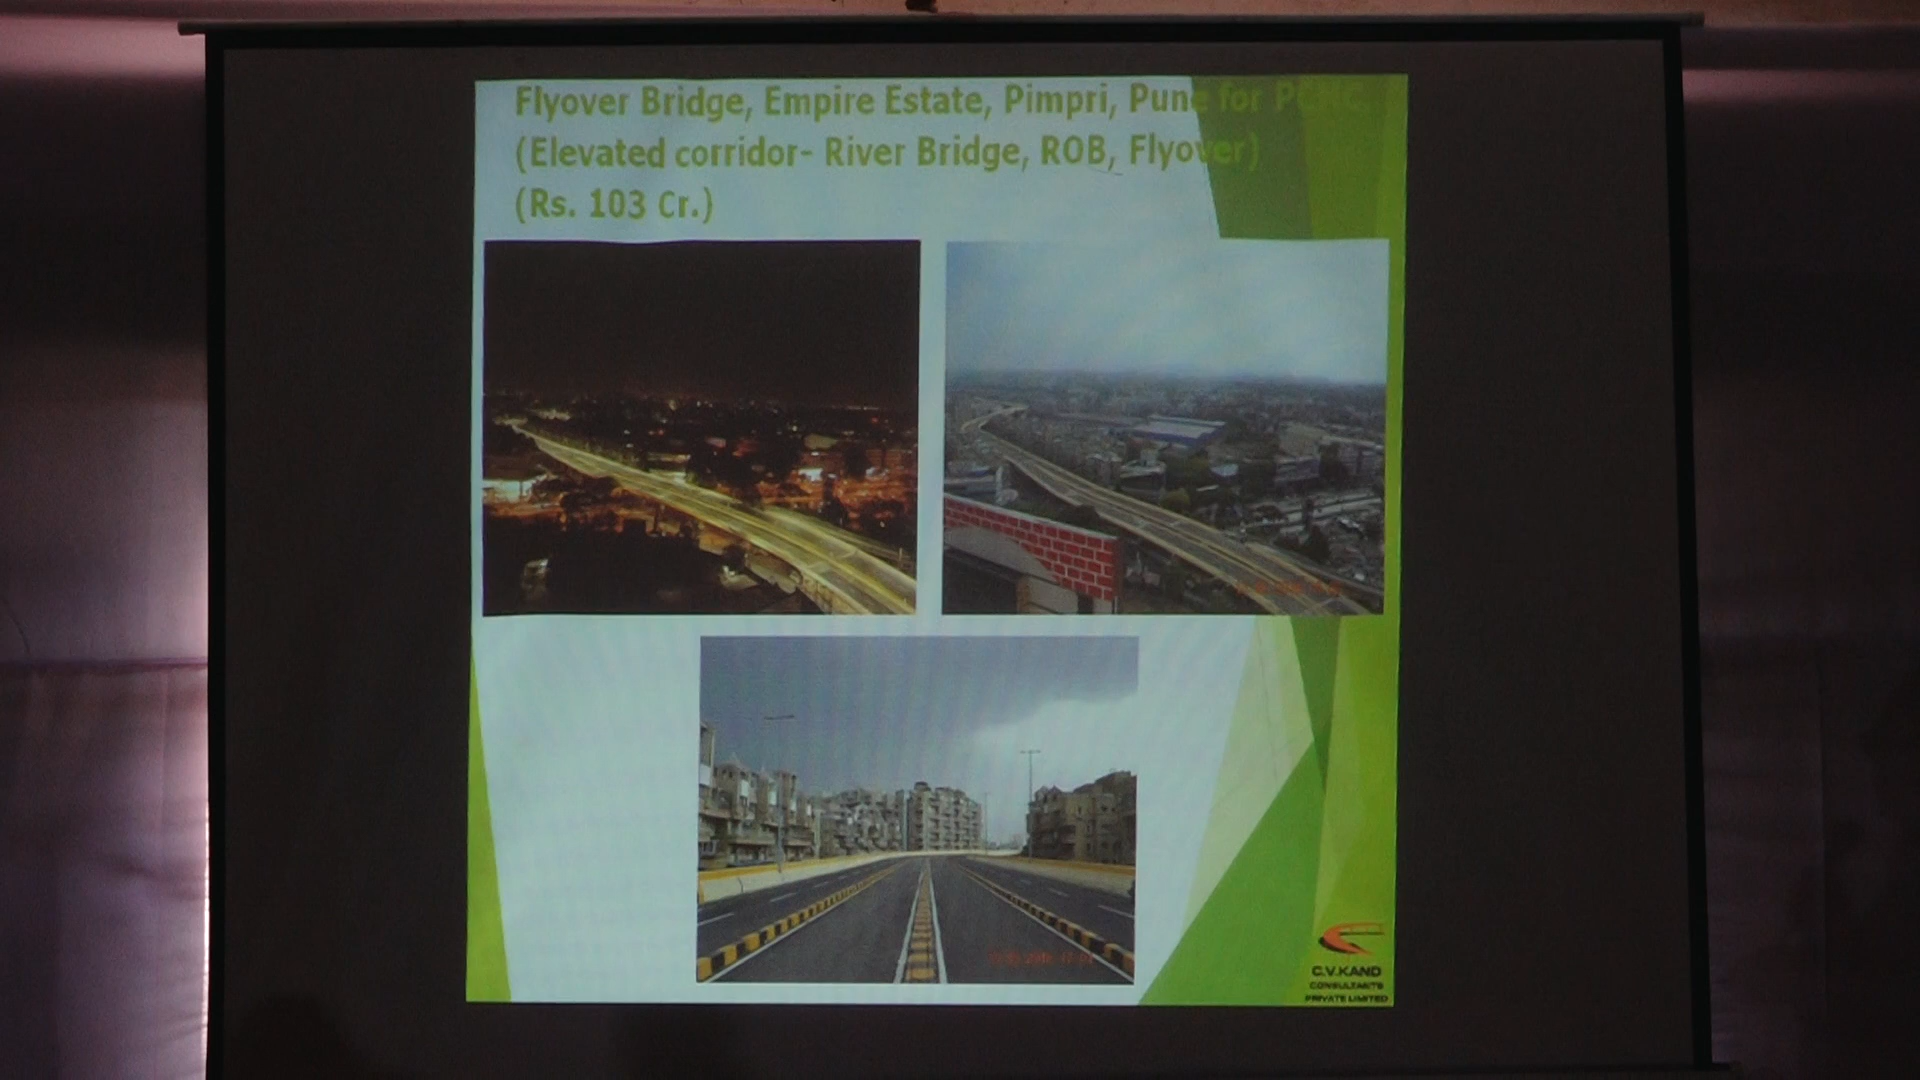 Flyover Bridge, Empire Estate, Pimpri, Pune for PCMC,
(Elevated corridor- River Bridge, ROB, Flyover)
(Rs. 103 Cr.)
C.V.KAND
CONSULTANTS
PRIVATE LIMITED